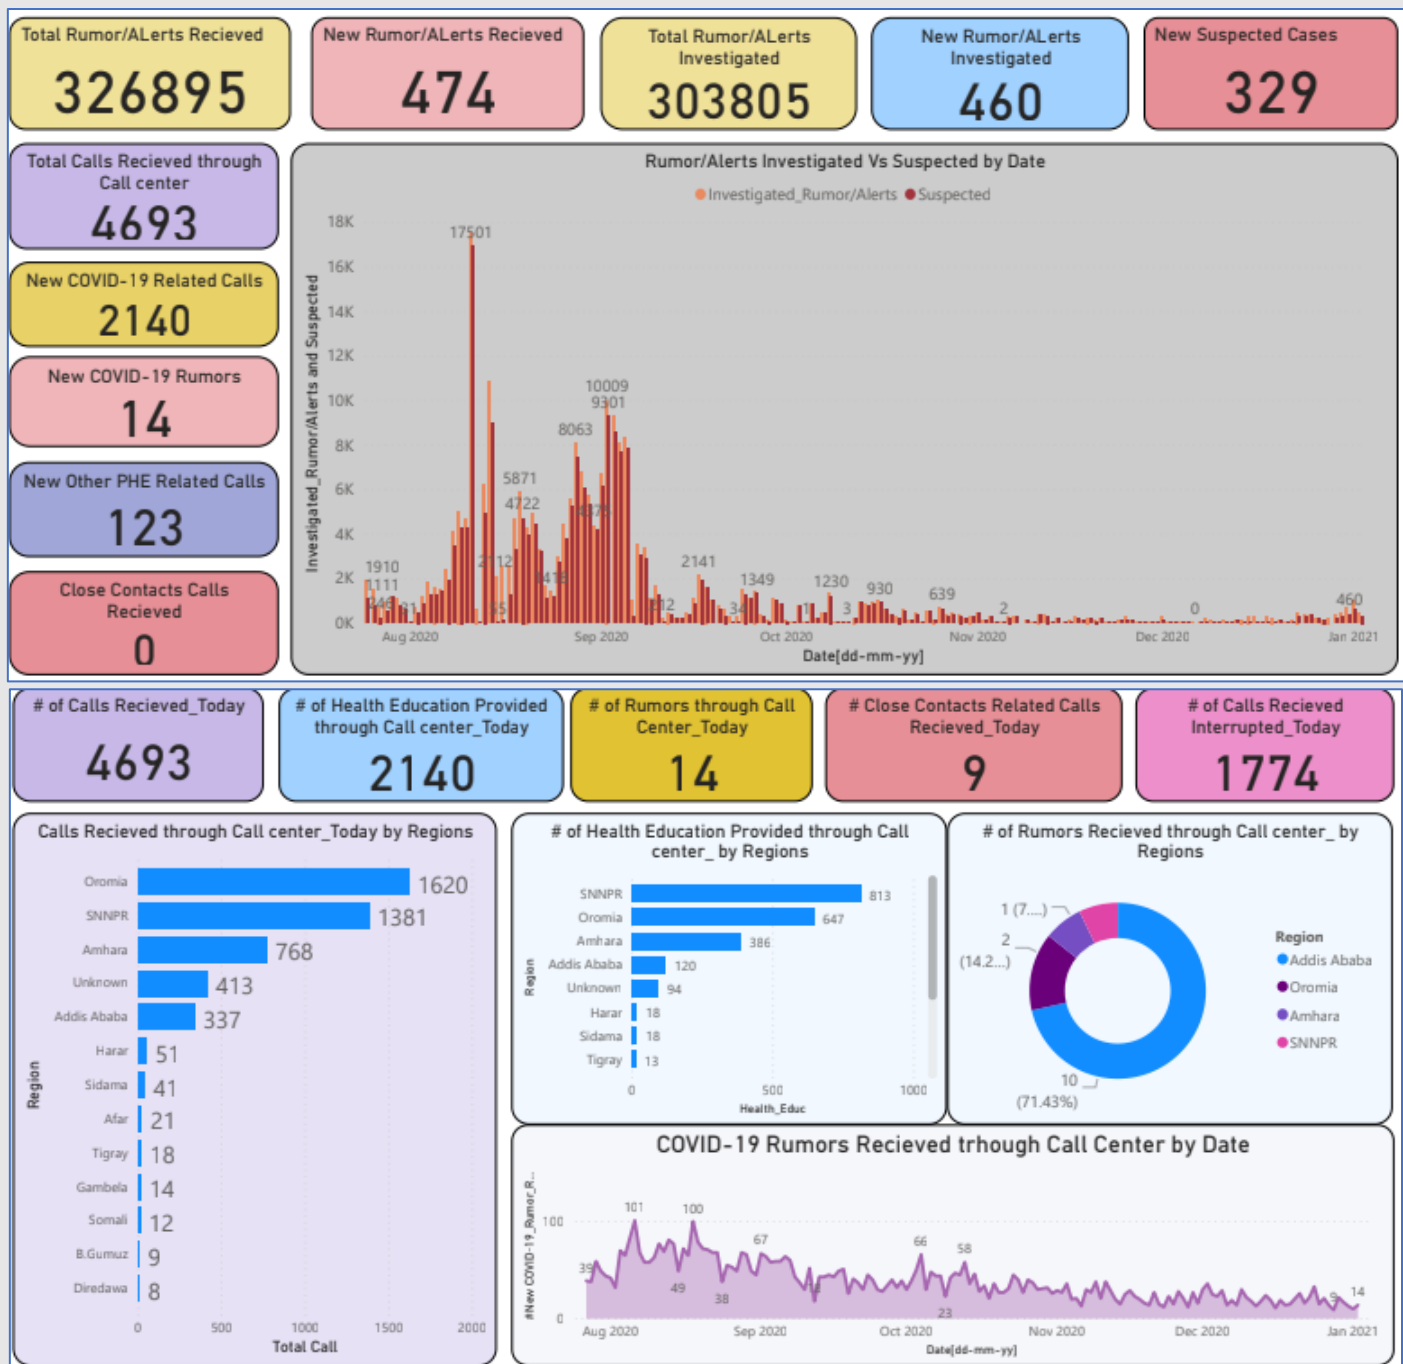 Total Rumor/ALerts Recieved
326895
New Rumor/ALerts Recieved
474
Total Rumor/ALerts
Investigated
303805
New Rumor/ALerts
Investigated
460
New Suspected Cases
329
Total Calls Recieved through
Call center
4693
New COVID-19 Related Calls
2140
New COVID-19 Rumors
14
New Other PHE Related Calls
123
Close Contacts Calls
Recieved
0
Rumor/Alerts Investigated Vs Suspected by Date
Investigated_Rumor/Alerts Suspected
Investigated_Rumor/Alerts and Suspected
18K
16K
14K
12K
10K
8K
6K
4K
2K
0K
17501
10009
9301
8063
5871
4722
1910
1111
2141
1349
1230
3
930
639
2
0
460
Aug 2020 Sep 2020 Oct 2020 Nov 2020 Dec 2020 Jan 2021
Date[dd-mm-yy]
# of Calls Recieved_Today
4693
# of Health Education Provided
through Call center_Today
2140
# of Rumors through Call
Center_Today
14
# Close Contacts Related Calls
Recieved_Today
9
# of Calls Recieved
Interrupted_Today
1774
Calls Recieved through Call center_Today by Regions
Region
Oromia 1620
SNNPR 1381
Amhara 768
Unknown 413
Addis Ababa 337
Harar 51
Sidama 41
Afar 21
Tigray 18
Gambela 14
Somali 12
B.Gumuz 9
Diredawa 8
0 500 1000 1500 2000
Total Call
# of Health Education Provided through Call
center_ by Regions
Region
SNNPR 813
Oromia 647
Amhara 386
Addis Ababa 120
Unknown 94
Harar 18
Sidama 18
Tigray 13
0 500 1000
Health_Educ
# of Rumors Recieved through Call center_ by
Regions
1 (7....)
2
(14.2...)
10
(71.43%)
Region
Addis Ababa
Oromia
Amhara
SNNPR
COVID-19 Rumors Recieved trhough Call Center by Date
#New COVID-19_Rumor_R...
100
0
39
101
49
100
38
67
66
23
58
9
14
Aug 2020 Sep 2020 Oct 2020 Nov 2020 Dec 2020 Jan 2021
Date[dd-mm-yy]